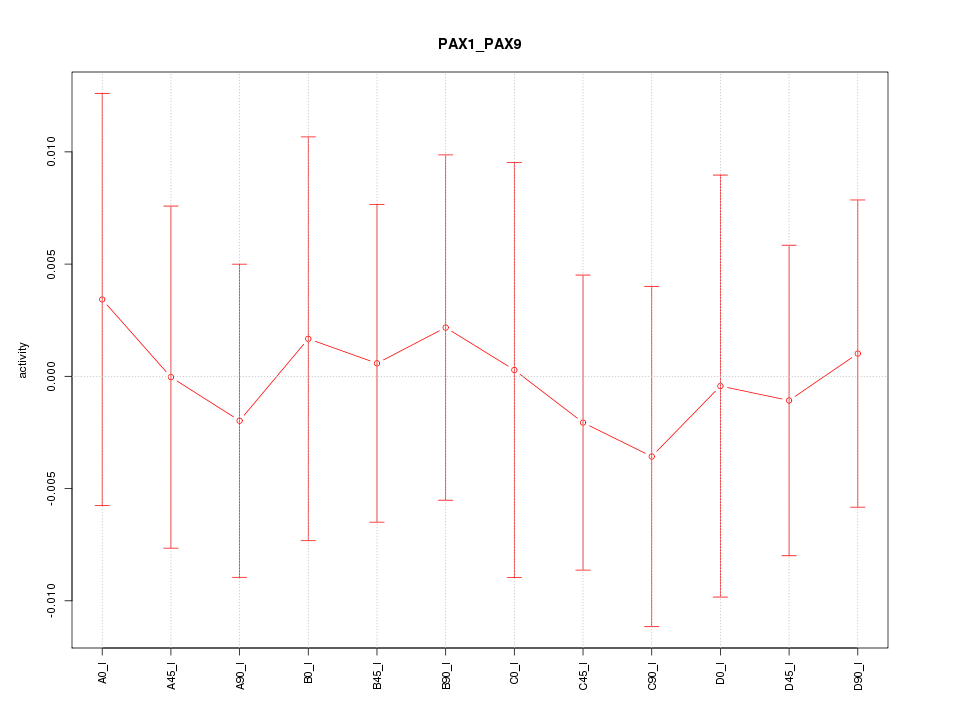 PAX1_PAX9
activity
0.010
0.005
0.000
-0.005
-0.010
A0_I
A45_I
A90_I
B0_I
B45_I
B90_I
C0_I
C45_I
C90_I
D0_I
D45_I
D90_I